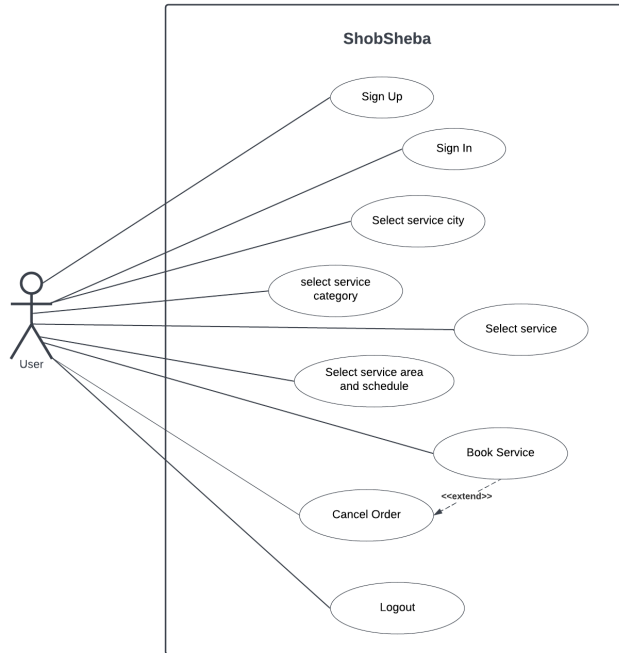 ShobSheba
Sign Up
Sign In
Select service city
select service
category
Select service
User
Select service area
and schedule
Book Service
<<extend>>
Cancel Order
Logout